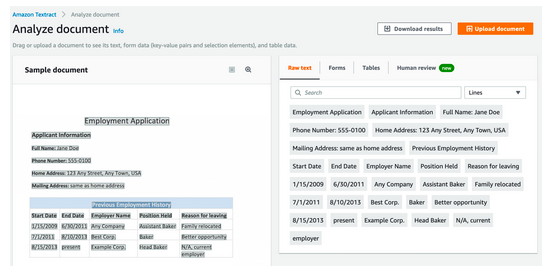 Amazon Textract > Analyze document
Analyze document Info
Download results
Upload document
Drag or upload a document to see its text, form data (key-value pairs and selection elements), and table data.
Sample document
Employment Application
Applicant Information
Full Name: Jane Doe
Phone Number: 555-0100
Home Address: 123 Any Street, Any Town, USA
Mailing Address: same as home address
Previous Employment History
Start Date End Date Employer Name Position Held Reason for leaving
1/15/2009 6/30/2011 Any Company Assistant Baker Family relocated
7/1/2011 8/10/2013 Best Corp. Baker Better opportunity
8/15/2013 present Example Corp. Head Baker N/A, current
employer
Raw text Forms Tables Human review new
Search
Lines
Employment Application Applicant Information Full Name: Jane Doe
Phone Number: 555-0100 Home Address: 123 Any Street, Any Town, USA
Mailing Address: same as home address Previous Employment History
Start Date End Date Employer Name Position Held Reason for leaving
1/15/2009 6/30/2011 Any Company Assistant Baker Family relocated
7/1/2011 8/10/2013 Best Corp. Baker Better opportunity
8/15/2013 present Example Corp. Head Baker N/A, current
employer